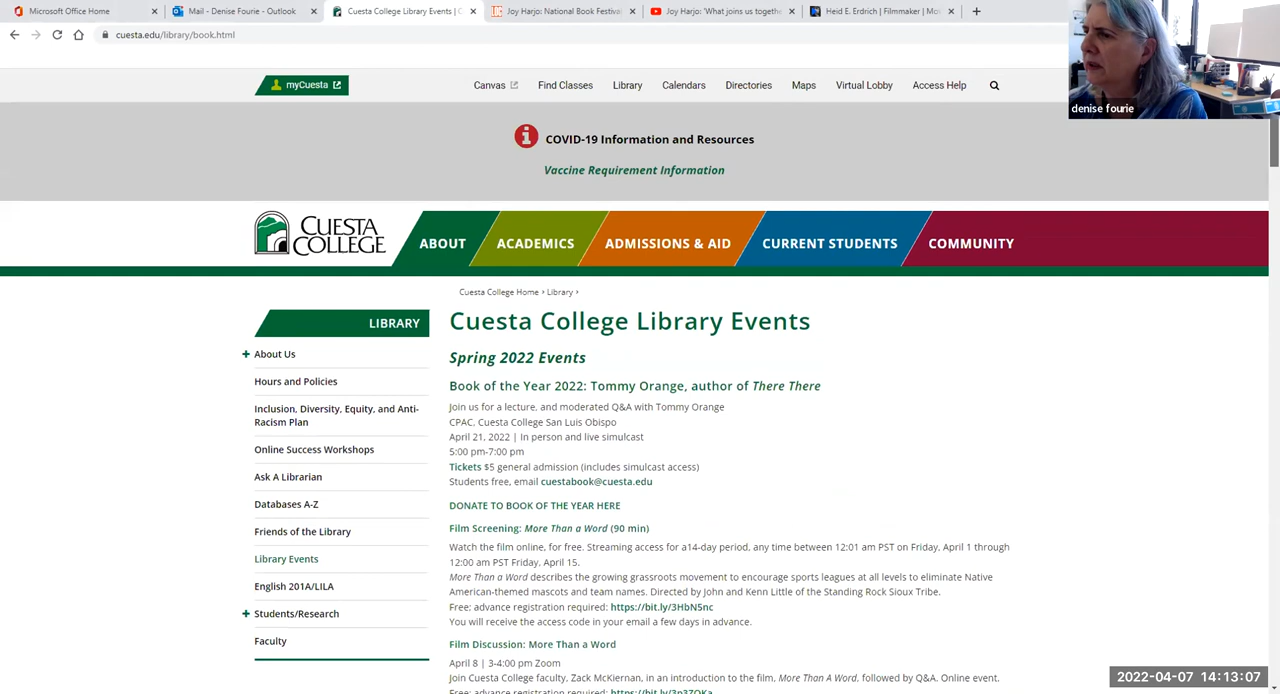 Microsoft Office Home
Mail - Denise Fourie - Outlook
Cuesta College Library Events | C
Joy Harjo: National Book Festival
Joy Harjo: 'What joins us togethe
Heid E. Erdrich | Filmmaker | Mo
cuesta.edu/library/book.html
denise fourie
myCuesta
Canvas
Find Classes
Library
Calendars
Directories
Maps
Virtual Lobby
Access Help
COVID-19 Information and Resources
Vaccine Requirement Information
CUESTA
COLLEGE
ABOUT
ACADEMICS
ADMISSIONS & AID
CURRENT STUDENTS
COMMUNITY
Cuesta College Home > Library >
LIBRARY
About Us
Hours and Policies
Inclusion, Diversity, Equity, and Anti-
Racism Plan
Online Success Workshops
Ask A Librarian
Databases A-Z
Friends of the Library
Library Events
English 201A/LILA
Students/Research
Faculty
Cuesta College Library Events
Spring 2022 Events
Book of the Year 2022: Tommy Orange, author of There There
Join us for a lecture, and moderated Q&A with Tommy Orange
CPAC, Cuesta College San Luis Obispo
April 21, 2022 | In person and live simulcast
5:00 pm-7:00 pm
Tickets $5 general admission (includes simulcast access)
Students free, email cuestabook@cuesta.edu
DONATE TO BOOK OF THE YEAR HERE
Film Screening: More Than a Word (90 min)
Watch the film online, for free. Streaming access for a14-day period, any time between 12:01 am PST on Friday, April 1 through
12:00 am PST Friday, April 15.
More Than a Word describes the growing grassroots movement to encourage sports leagues at all levels to eliminate Native
American-themed mascots and team names. Directed by John and Kenn Little of the Standing Rock Sioux Tribe.
Free: advance registration required: https://bit.ly/3HbN5nc
You will receive the access code in your email a few days in advance.
Film Discussion: More Than a Word
April 8 | 3-4:00 pm Zoom
Join Cuesta College faculty, Zack McKiernan, in an introduction to the film, More Than A Word, followed by Q&A. Online event.
Free: advance registration required: https://bit.ly/3p3ZOKa
2022-04-07 14:13:07